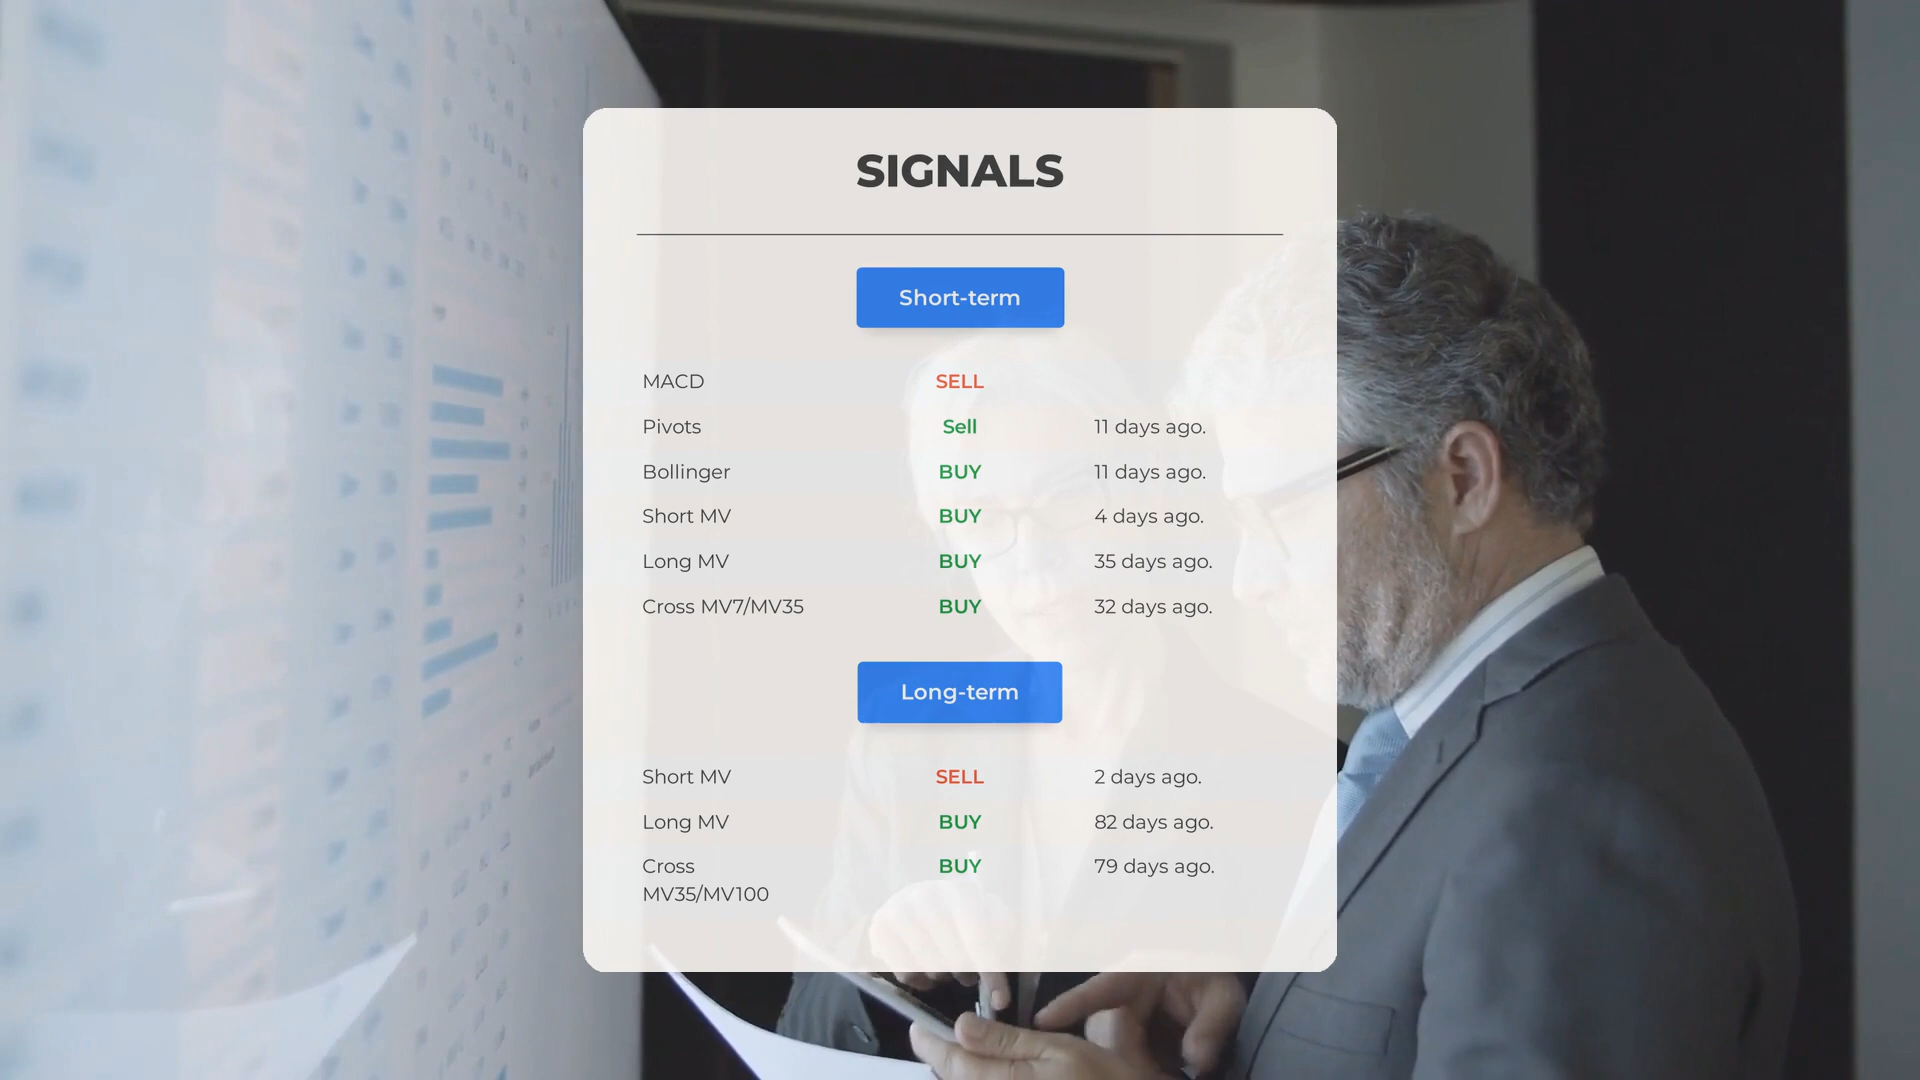 SIGNALS
Short-term
MACD SELL
Pivots Sell 11 days ago.
Bollinger BUY 11 days ago.
Short MV BUY 4 days ago.
Long MV BUY 35 days ago.
Cross MV7/MV35 BUY 32 days ago.
Long-term
Short MV SELL 2 days ago.
Long MV BUY 82 days ago.
Cross BUY 79 days ago.
MV35/MV100